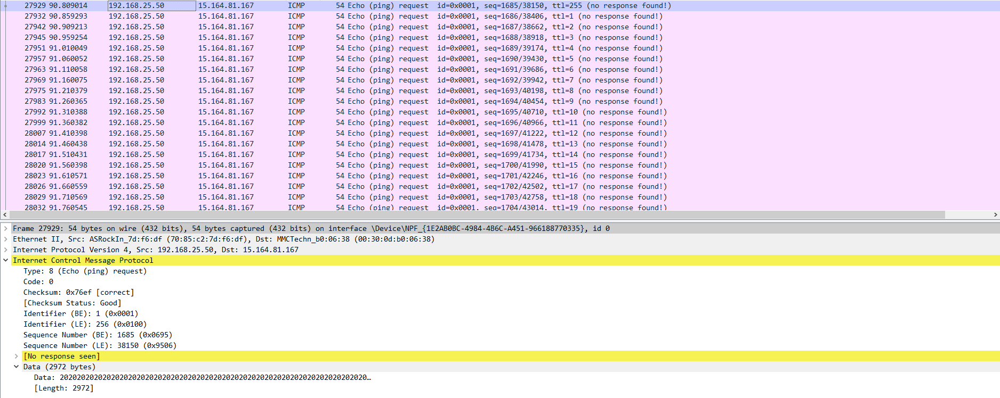 27929 90.809014 192.168.25.50 15.164.81.167 ICMP 54 Echo (ping) request id=0x0001, seq=1685/38150, ttl=255 (no response found!)
27932 90.859293 192.168.25.50 15.164.81.167 ICMP 54 Echo (ping) request id=0x0001, seq=1686/38406, ttl=1 (no response found!)
27942 90.909213 192.168.25.50 15.164.81.167 ICMP 54 Echo (ping) request id=0x0001, seq=1687/38662, ttl=2 (no response found!)
27945 90.959254 192.168.25.50 15.164.81.167 ICMP 54 Echo (ping) request id=0x0001, seq=1688/38918, ttl=3 (no response found!)
27951 91.010049 192.168.25.50 15.164.81.167 ICMP 54 Echo (ping) request id=0x0001, seq=1689/39174, ttl=4 (no response found!)
27957 91.060052 192.168.25.50 15.164.81.167 ICMP 54 Echo (ping) request id=0x0001, seq=1690/39430, ttl=5 (no response found!)
27963 91.110058 192.168.25.50 15.164.81.167 ICMP 54 Echo (ping) request id=0x0001, seq=1691/39686, ttl=6 (no response found!)
27969 91.160075 192.168.25.50 15.164.81.167 ICMP 54 Echo (ping) request id=0x0001, seq=1692/39942, ttl=7 (no response found!)
27975 91.210379 192.168.25.50 15.164.81.167 ICMP 54 Echo (ping) request id=0x0001, seq=1693/40198, ttl=8 (no response found!)
27983 91.260365 192.168.25.50 15.164.81.167 ICMP 54 Echo (ping) request id=0x0001, seq=1694/40454, ttl=9 (no response found!)
27992 91.310388 192.168.25.50 15.164.81.167 ICMP 54 Echo (ping) request id=0x0001, seq=1695/40710, ttl=10 (no response found!)
27999 91.360382 192.168.25.50 15.164.81.167 ICMP 54 Echo (ping) request id=0x0001, seq=1696/40966, ttl=11 (no response found!)
28007 91.410398 192.168.25.50 15.164.81.167 ICMP 54 Echo (ping) request id=0x0001, seq=1697/41222, ttl=12 (no response found!)
28014 91.460438 192.168.25.50 15.164.81.167 ICMP 54 Echo (ping) request id=0x0001, seq=1698/41478, ttl=13 (no response found!)
28017 91.510431 192.168.25.50 15.164.81.167 ICMP 54 Echo (ping) request id=0x0001, seq=1699/41734, ttl=14 (no response found!)
28020 91.560398 192.168.25.50 15.164.81.167 ICMP 54 Echo (ping) request id=0x0001, seq=1700/41990, ttl=15 (no response found!)
28023 91.610571 192.168.25.50 15.164.81.167 ICMP 54 Echo (ping) request id=0x0001, seq=1701/42246, ttl=16 (no response found!)
28026 91.660559 192.168.25.50 15.164.81.167 ICMP 54 Echo (ping) request id=0x0001, seq=1702/42502, ttl=17 (no response found!)
28029 91.710569 192.168.25.50 15.164.81.167 ICMP 54 Echo (ping) request id=0x0001, seq=1703/42758, ttl=18 (no response found!)
28032 91.760545 192.168.25.50 15.164.81.167 ICMP 54 Echo (ping) request id=0x0001, seq=1704/43014, ttl=19 (no response found!)
Frame 27929: 54 bytes on wire (432 bits), 54 bytes captured (432 bits) on interface \Device\NPF_{1E2AB0BC-4984-4B6C-A451-966188770335}, id 0
Ethernet II, Src: ASRockIn_7d:f6:df (70:85:c2:7d:f6:df), Dst: MMCTechn_b0:06:38 (00:30:0d:b0:06:38)
Internet Protocol Version 4, Src: 192.168.25.50, Dst: 15.164.81.167
Internet Control Message Protocol
Type: 8 (Echo (ping) request)
Code: 0
Checksum: 0x76ef [correct]
[Checksum Status: Good]
Identifier (BE): 1 (0x0001)
Identifier (LE): 256 (0x0100)
Sequence Number (BE): 1685 (0x0695)
Sequence Number (LE): 38150 (0x9506)
[No response seen]
Data (2972 bytes)
Data: 202020202020202020202020202020202020202020202020202020202020202020202020…
[Length: 2972]